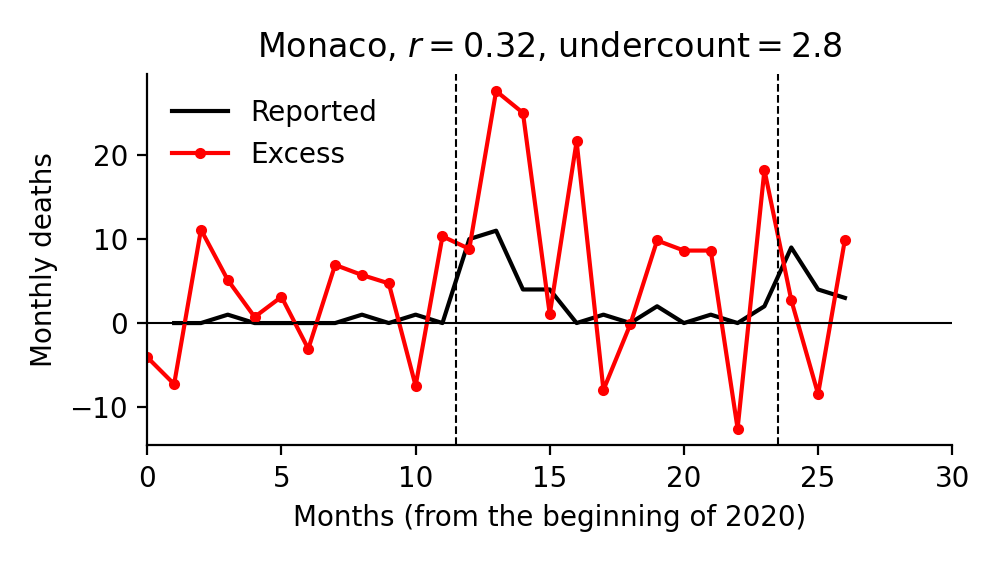 Monaco, r = 0.32, undercount = 2.8
Reported
Excess
Monthly deaths
20
10
0
−10
0 5 10 15 20 25 30
Months (from the beginning of 2020)